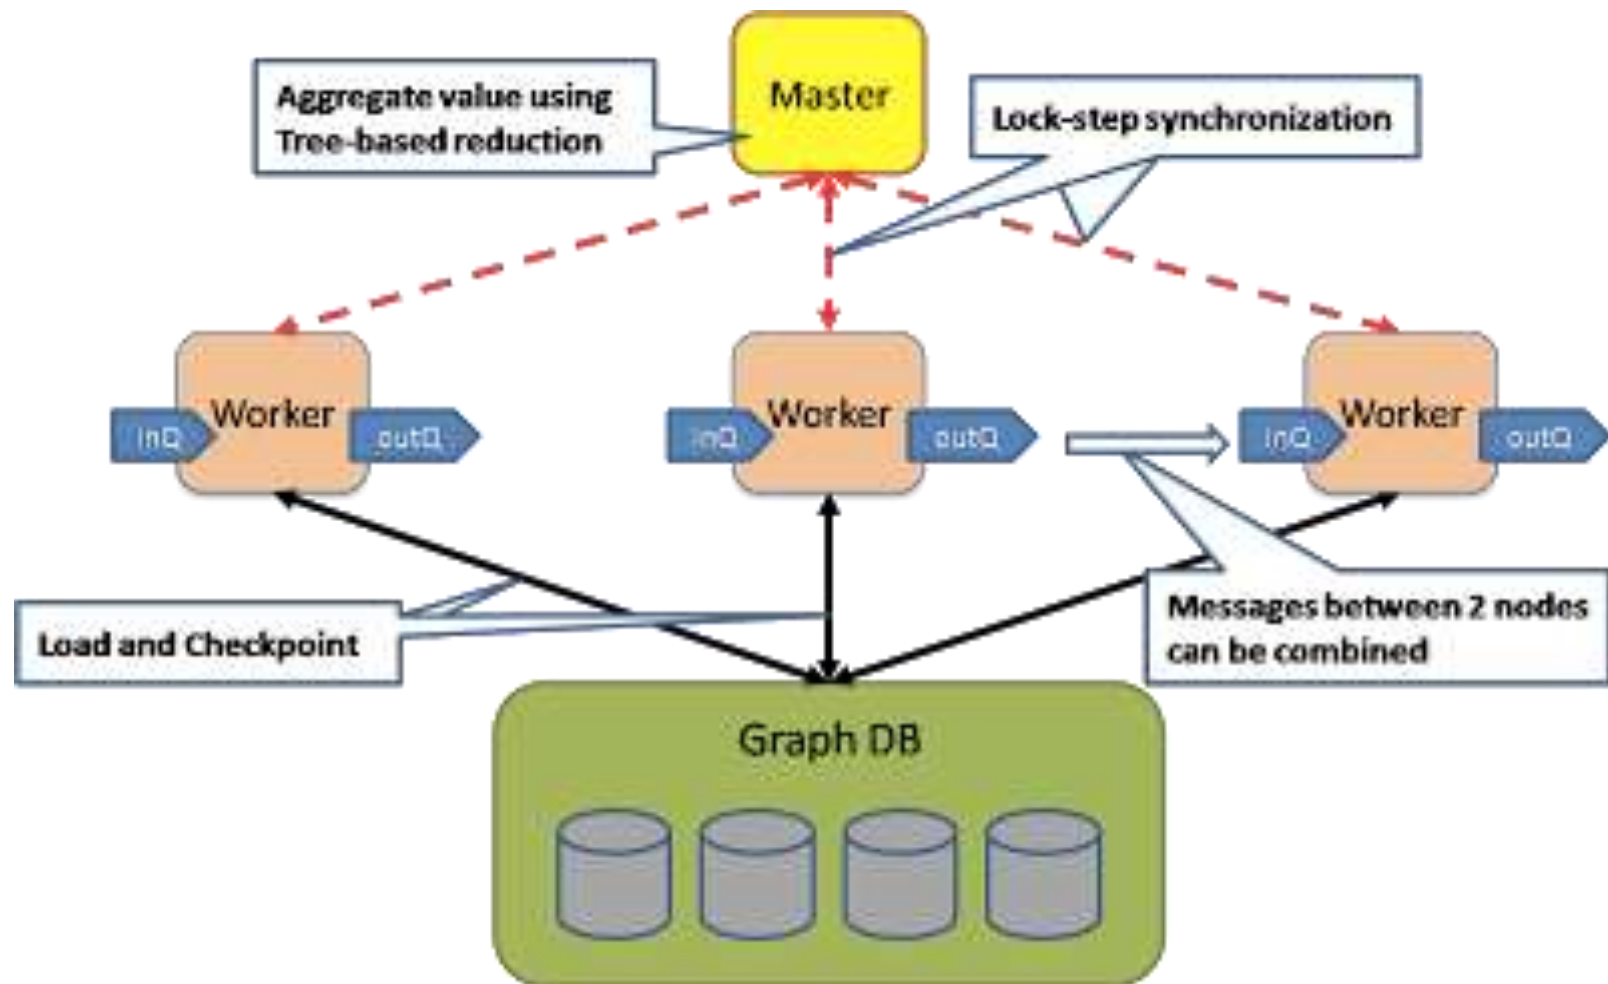 Master
Aggregate value using
Tree-based reduction
Lock-step synchronization
Worker
inQ
outQ
Worker
inQ
outQ
Worker
inQ
outQ
Load and Checkpoint
Messages between 2 nodes
can be combined
Graph DB